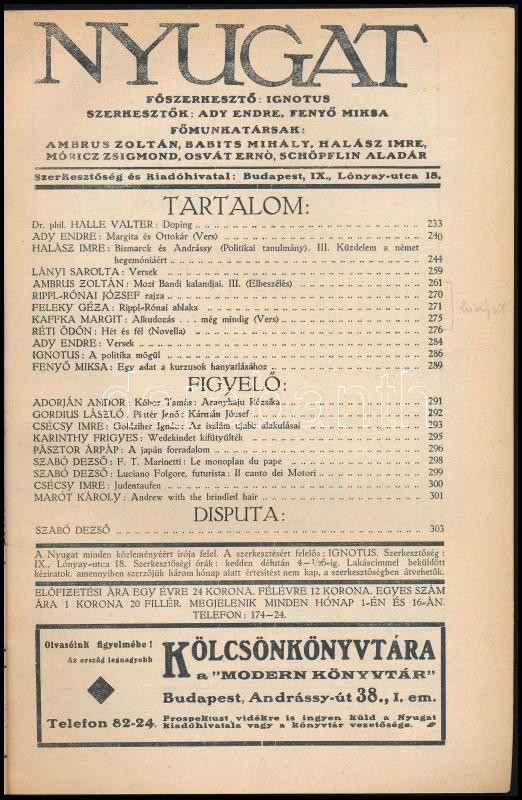 NYUGAT
FŐSZERKESZTŐ: IGNOTUS
SZERKESZTŐK: ADY ENDRE, FENYŐ MIKSA
FŐMUNKATÁRSAK:
AMBRUS ZOLTÁN, BABITS MIHÁLY, HALÁSZ IMRE,
MÓRICZ ZSIGMOND, OSVÁT ERNŐ, SCHÖPFLIN ALADÁR
Szerkesztőség és Kiadóhivatal: Budapest, IX., Lónyay-utca 18.
TARTALOM:
Dr. phil. HALLE VALTER: Doping 233
ADY ENDRE: Margita és Ottokár (Vers) 240
HALÁSZ IMRE: Bismarck és Andrássy (Politikai tanulmány). III. Küzdelem a német
hegemóniáért 244
LÁNYI SAROLTA: Versek 259
AMBRUS ZOLTÁN: Mozi Bandi kalandjai. III. (Elbeszélés) 261
RIPPL-RÓNAI JÓZSEF rajza 270
FELEKY GÉZA: Rippl-Rónai ablaka 271
KAFFKA MARGIT: Alkudozás . . . még mindig (Vers) 275
RÉTI ÖDÖN: Hét és fél (Novella) 276
ADY ENDRE: Versek 284
IGNOTUS: A politika mögül 286
FENYŐ MIKSA: Egy adat a kurzusok hanyatlásához 289
FIGYELŐ:
ADORJÁN ANDOR: Kóbor Tamás: Aranyhaju Rózsika 291
GORDIUS LÁSZLÓ: Pintér Jenő: Kármán József 292
CSÉCSY IMRE: Goldziher Ignác: Az iszlám ujabb alakulásai 293
KARINTHY FRIGYES: Wedekindet kifütyülték 295
PÁSZTOR ÁRPÁP: A japán forradalom 296
SZABÓ DEZSŐ: F. T. Marinetti: Le monoplan du pape 298
SZABÓ DEZSŐ: Luciano Folgore, futurista: Il canto dei Motori 299
CSÉCSY IMRE: Judentaufen 300
MARÓT KÁROLY: Andrew with the brindled hair 301
DISPUTA:
SZABÓ DEZSŐ 303
A Nyugat minden közleményéért írója felel. A szerkesztésért felelős: IGNOTUS. Szerkesztőség:
IX., Lónyay-utca 18. Szerkesztőségi órák: kedden délután 4—1/26-ig. Lakáscimmel beküldött
kéziratok, amennyiben szerzőjük három hónap alatt értesítést nem kap, a szerkesztőségben átvehetők.
ELŐFIZETÉSI ÁRA EGY ÉVRE 24 KORONA. FÉLÉVRE 12 KORONA. EGYES SZÁM
ÁRA 1 KORONA 20 FILLÉR. MEGJELENIK MINDEN HÓNAP 1-ÉN ÉS 16-ÁN.
TELEFON: 174—24.
Olvasóink figyelmébe!
Az ország legnagyobb
KÖLCSÖNKÖNYVTÁRA
a "MODERN KÖNYVTÁR"
Budapest, Andrássy-út 38., I. em.
Telefon 82-24.
Prospektust vidékre is ingyen küld a Nyugat
kiadóhivatala vagy a könyvtár vezetősége.
darabanth